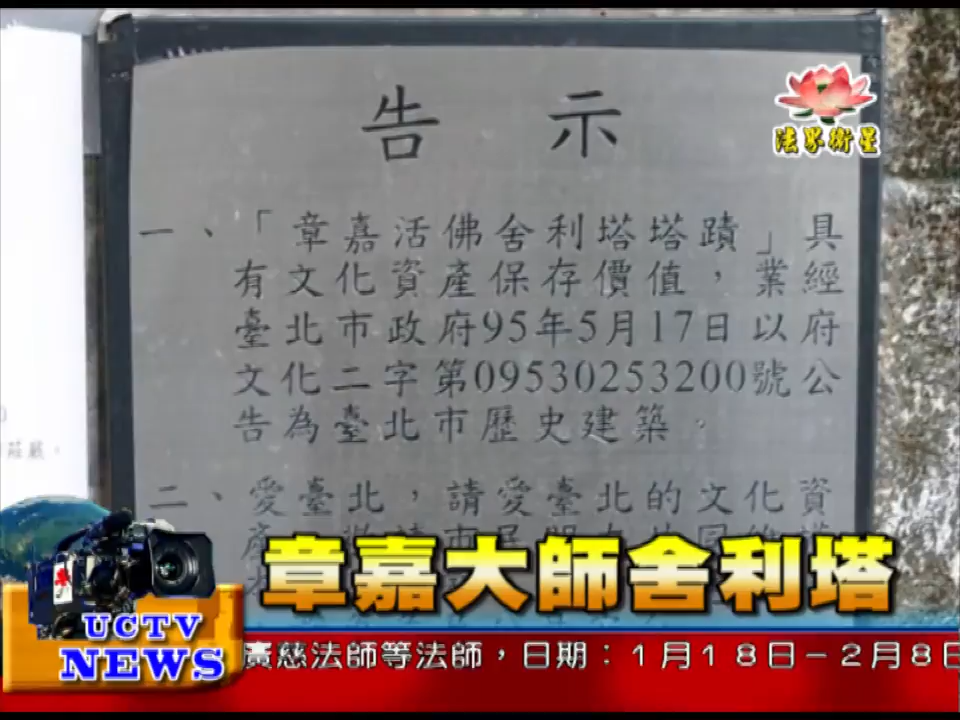 告 示
法界衛星
一、「章嘉活佛舍利塔塔蹟」具
有文化資產保存價值，業經
臺北市政府95年5月17日以府
文化二字第09530253200號公
告為臺北市歷史建築。
莊嚴。
二、愛臺北，請愛臺北的文化資
產
章嘉大師舍利塔
UCTV
NEWS
慈法師等法師，日期：1月18日－2月8日